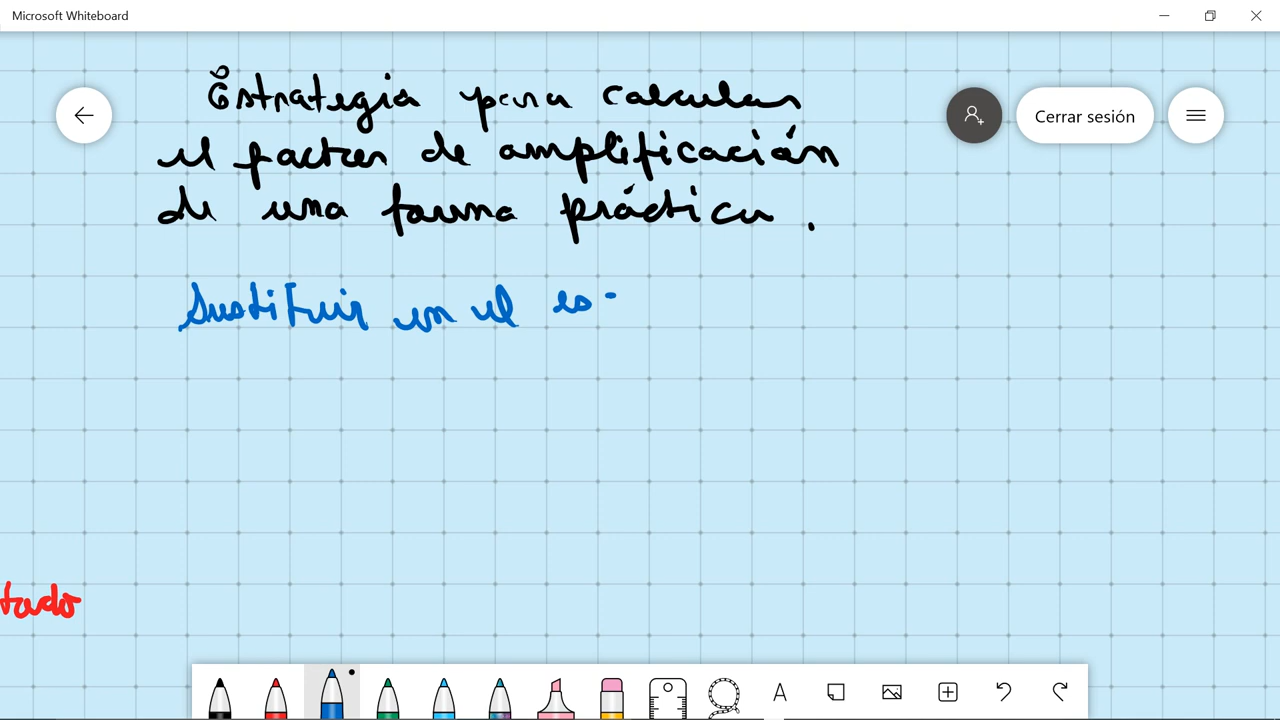 Microsoft Whiteboard
Estrategia para calcular
el factor de amplificación
de una forma práctica.
Cerrar sesión
Sustituir en el es
tado